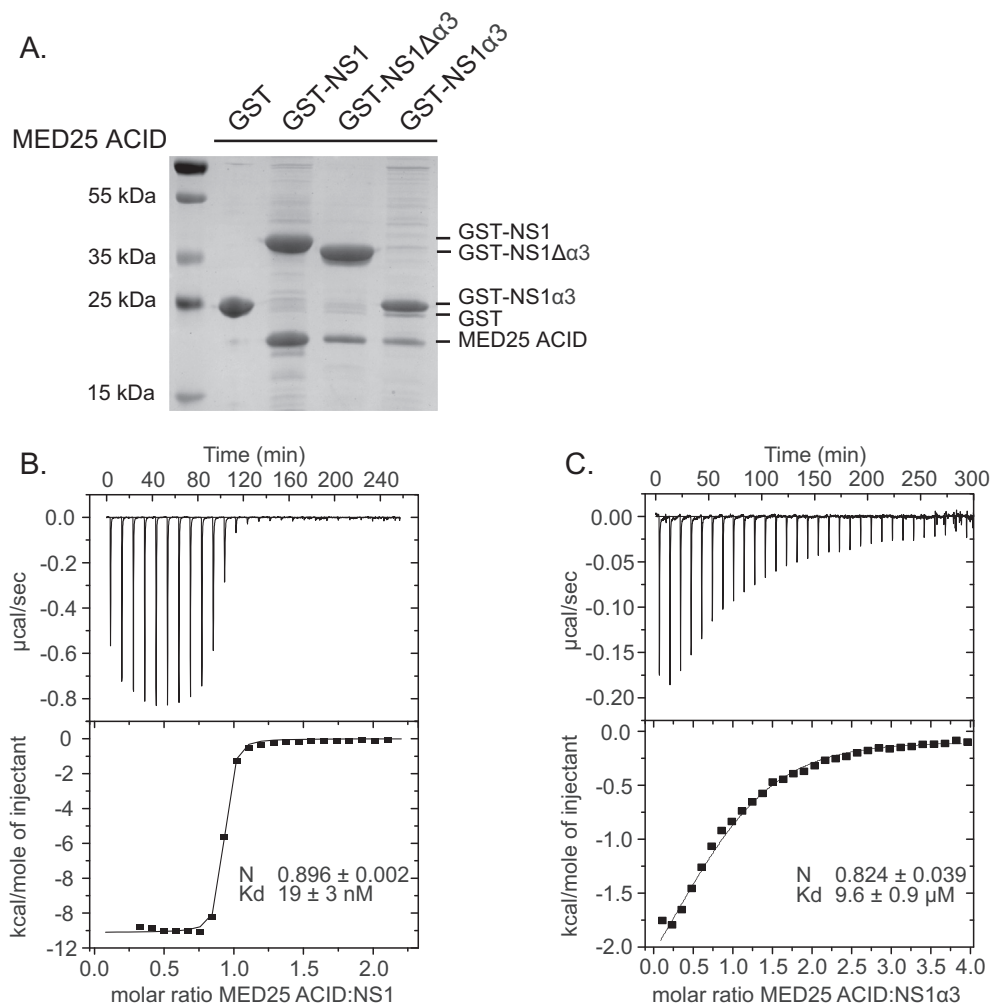 A.
GST
GST-NS1
GST-NS1Δα3
GST-NS1α3
MED25 ACID
55 kDa
35 kDa
25 kDa
15 kDa
GST-NS1
GST-NS1Δα3
GST-NS1α3
GST
MED25 ACID
B.
Time (min)
0 40 80 120 160 200 240
0.0
-0.2
-0.4
-0.6
-0.8
µcal/sec
0
-2
-4
-6
-8
-11
-12
kcal/mole of injectant
N 0.896 ± 0.002
Kd 19 ± 3 nM
0.0 0.5 1.0 1.5 2.0
molar ratio MED25 ACID:NS1
C.
Time (min)
0 50 100 150 200 250 300
0.00
-0.05
-0.10
-0.15
-0.20
µcal/sec
0.0
-0.5
-1.0
-1.5
-2.0
kcal/mole of injectant
N 0.824 ± 0.039
Kd 9.6 ± 0.9 µM
0.0 0.5 1.0 1.5 2.0 2.5 3.0 3.5 4.0
molar ratio MED25 ACID:NS1α3